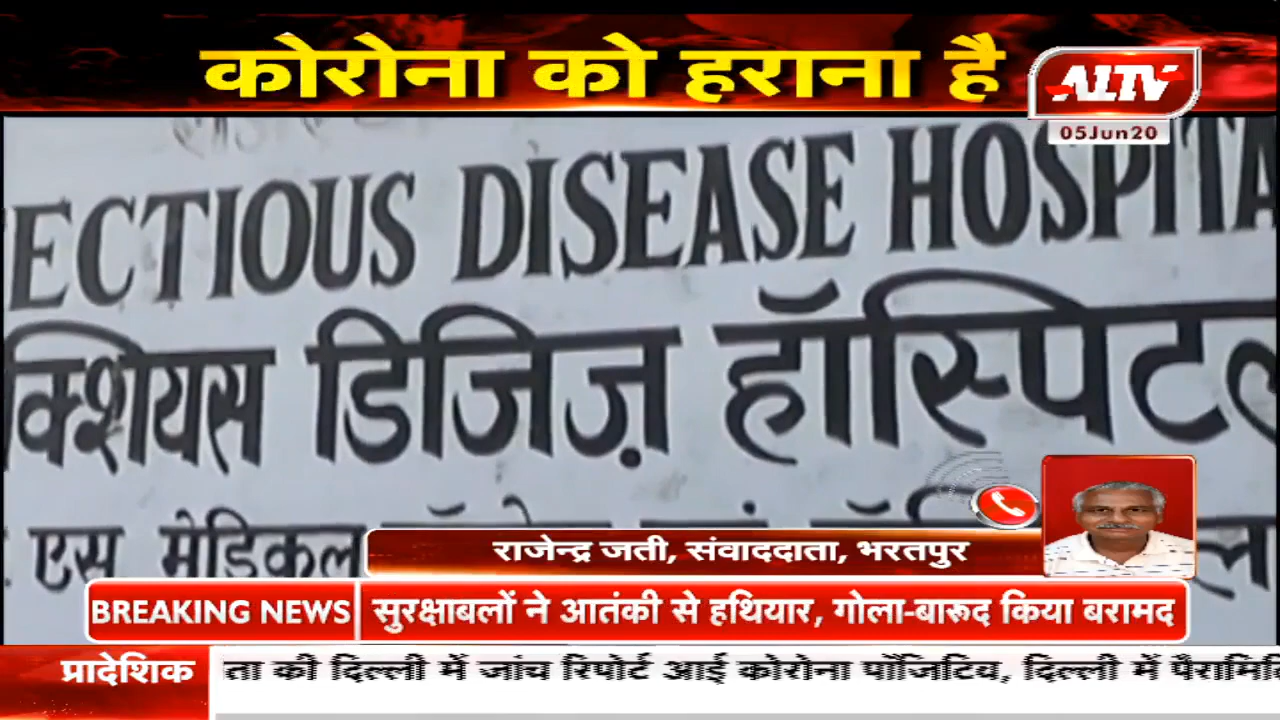 कोरोना को हराना है
ALTV
05Jun20
ECTIOUS DISEASE HOSPITA
क्शियस डिजिज़ हॉस्पिटल
एस मेडिकल
राजेन्द्र जती, संवाददाता, भरतपुर
BREAKING NEWS
सुरक्षाबलों ने आतंकी से हथियार, गोला-बारूद किया बरामद
प्रादेशिक
ता की दिल्ली में जांच रिपोर्ट आई कोरोना पॉजिटिव, दिल्ली में